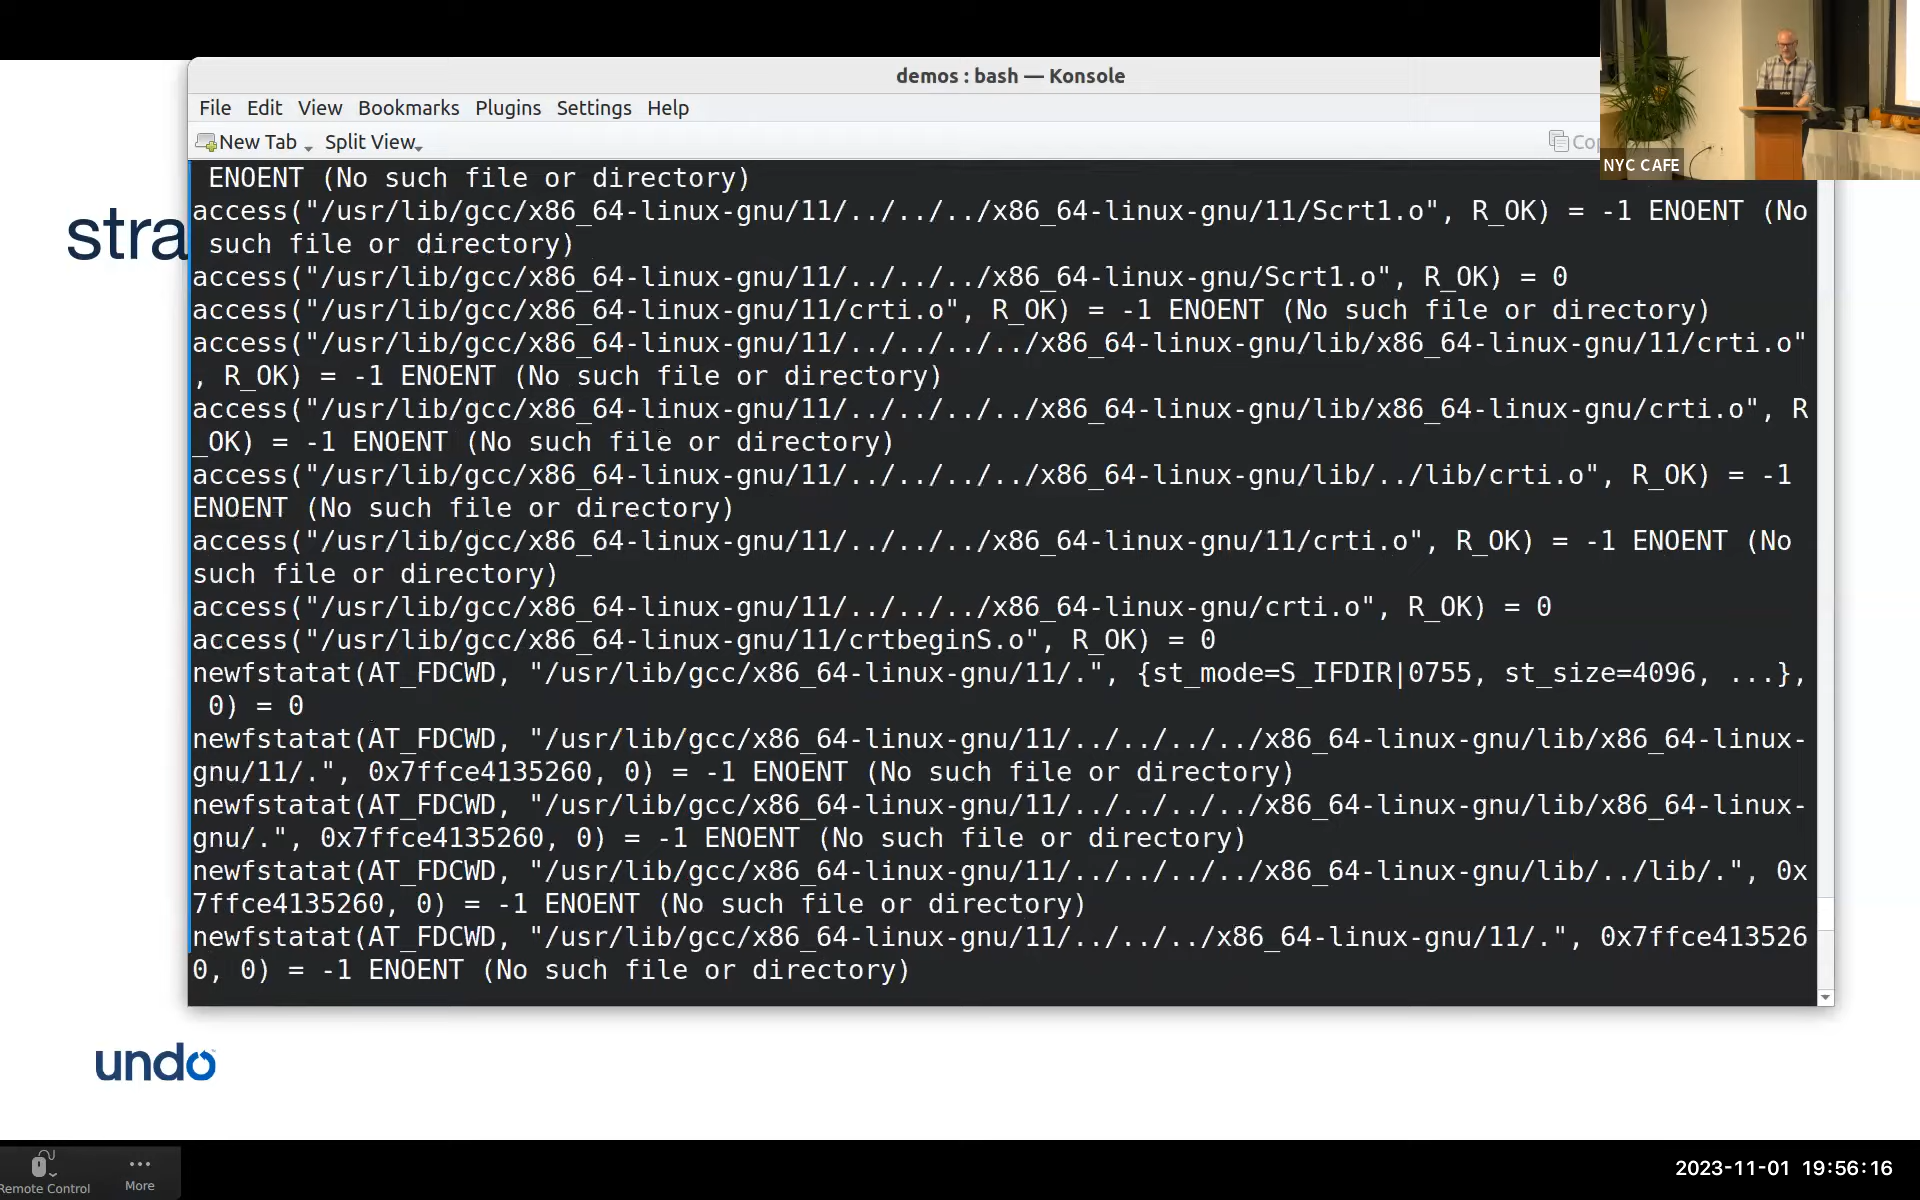 demos : bash — Konsole
File Edit View Bookmarks Plugins Settings Help
New Tab Split View
NYC CAFE
stra
 ENOENT (No such file or directory)
access("/usr/lib/gcc/x86_64-linux-gnu/11/../../../x86_64-linux-gnu/11/Scrt1.o", R_OK) = -1 ENOENT (No
 such file or directory)
access("/usr/lib/gcc/x86_64-linux-gnu/11/../../../x86_64-linux-gnu/Scrt1.o", R_OK) = 0
access("/usr/lib/gcc/x86_64-linux-gnu/11/crti.o", R_OK) = -1 ENOENT (No such file or directory)
access("/usr/lib/gcc/x86_64-linux-gnu/11/../../../../x86_64-linux-gnu/lib/x86_64-linux-gnu/11/crti.o"
, R_OK) = -1 ENOENT (No such file or directory)
access("/usr/lib/gcc/x86_64-linux-gnu/11/../../../../x86_64-linux-gnu/lib/x86_64-linux-gnu/crti.o", R
_OK) = -1 ENOENT (No such file or directory)
access("/usr/lib/gcc/x86_64-linux-gnu/11/../../../../x86_64-linux-gnu/lib/../lib/crti.o", R_OK) = -1
ENOENT (No such file or directory)
access("/usr/lib/gcc/x86_64-linux-gnu/11/../../../x86_64-linux-gnu/11/crti.o", R_OK) = -1 ENOENT (No
such file or directory)
access("/usr/lib/gcc/x86_64-linux-gnu/11/../../../x86_64-linux-gnu/crti.o", R_OK) = 0
access("/usr/lib/gcc/x86_64-linux-gnu/11/crtbeginS.o", R_OK) = 0
newfstatat(AT_FDCWD, "/usr/lib/gcc/x86_64-linux-gnu/11/.", {st_mode=S_IFDIR|0755, st_size=4096, ...},
 0) = 0
newfstatat(AT_FDCWD, "/usr/lib/gcc/x86_64-linux-gnu/11/../../../../x86_64-linux-gnu/lib/x86_64-linux-
gnu/11/.", 0x7ffce4135260, 0) = -1 ENOENT (No such file or directory)
newfstatat(AT_FDCWD, "/usr/lib/gcc/x86_64-linux-gnu/11/../../../../x86_64-linux-gnu/lib/x86_64-linux-
gnu/.", 0x7ffce4135260, 0) = -1 ENOENT (No such file or directory)
newfstatat(AT_FDCWD, "/usr/lib/gcc/x86_64-linux-gnu/11/../../../../x86_64-linux-gnu/lib/../lib/.", 0x
7ffce4135260, 0) = -1 ENOENT (No such file or directory)
newfstatat(AT_FDCWD, "/usr/lib/gcc/x86_64-linux-gnu/11/../../../x86_64-linux-gnu/11/.", 0x7ffce413526
0, 0) = -1 ENOENT (No such file or directory)
undo
Remote Control More
2023-11-01 19:56:16